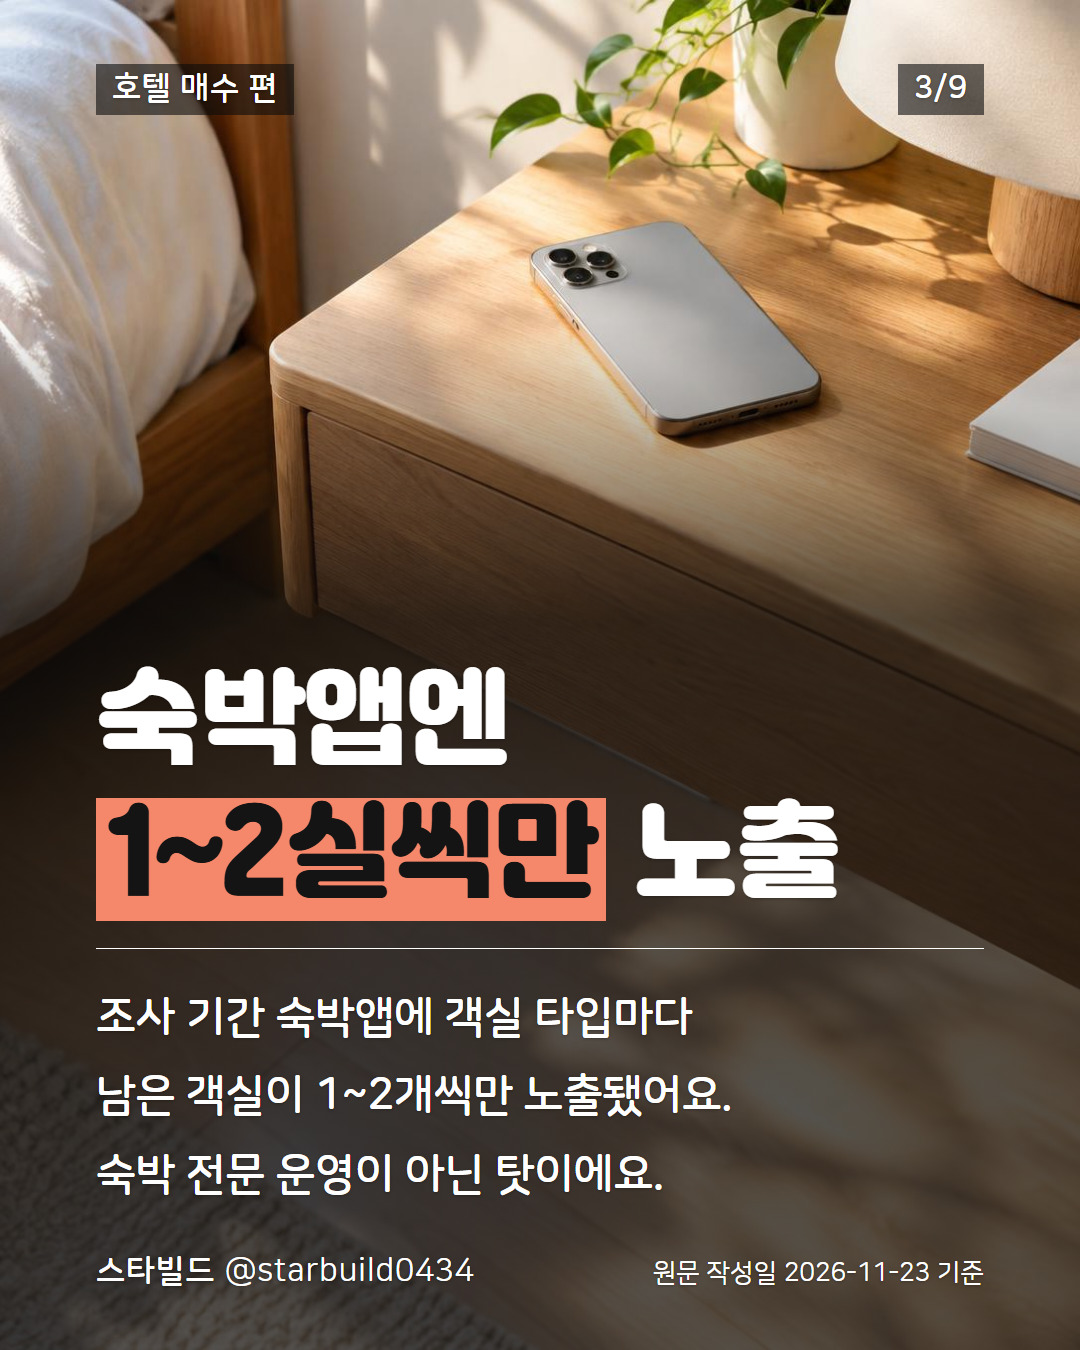 호텔 매수 편
3/9
숙박앱엔
1~2실씩만 노출
조사 기간 숙박앱에 객실 타입마다
남은 객실이 1~2개씩만 노출됐어요.
숙박 전문 운영이 아닌 탓이에요.
스타빌드 @starbuild0434
원문 작성일 2026-11-23 기준